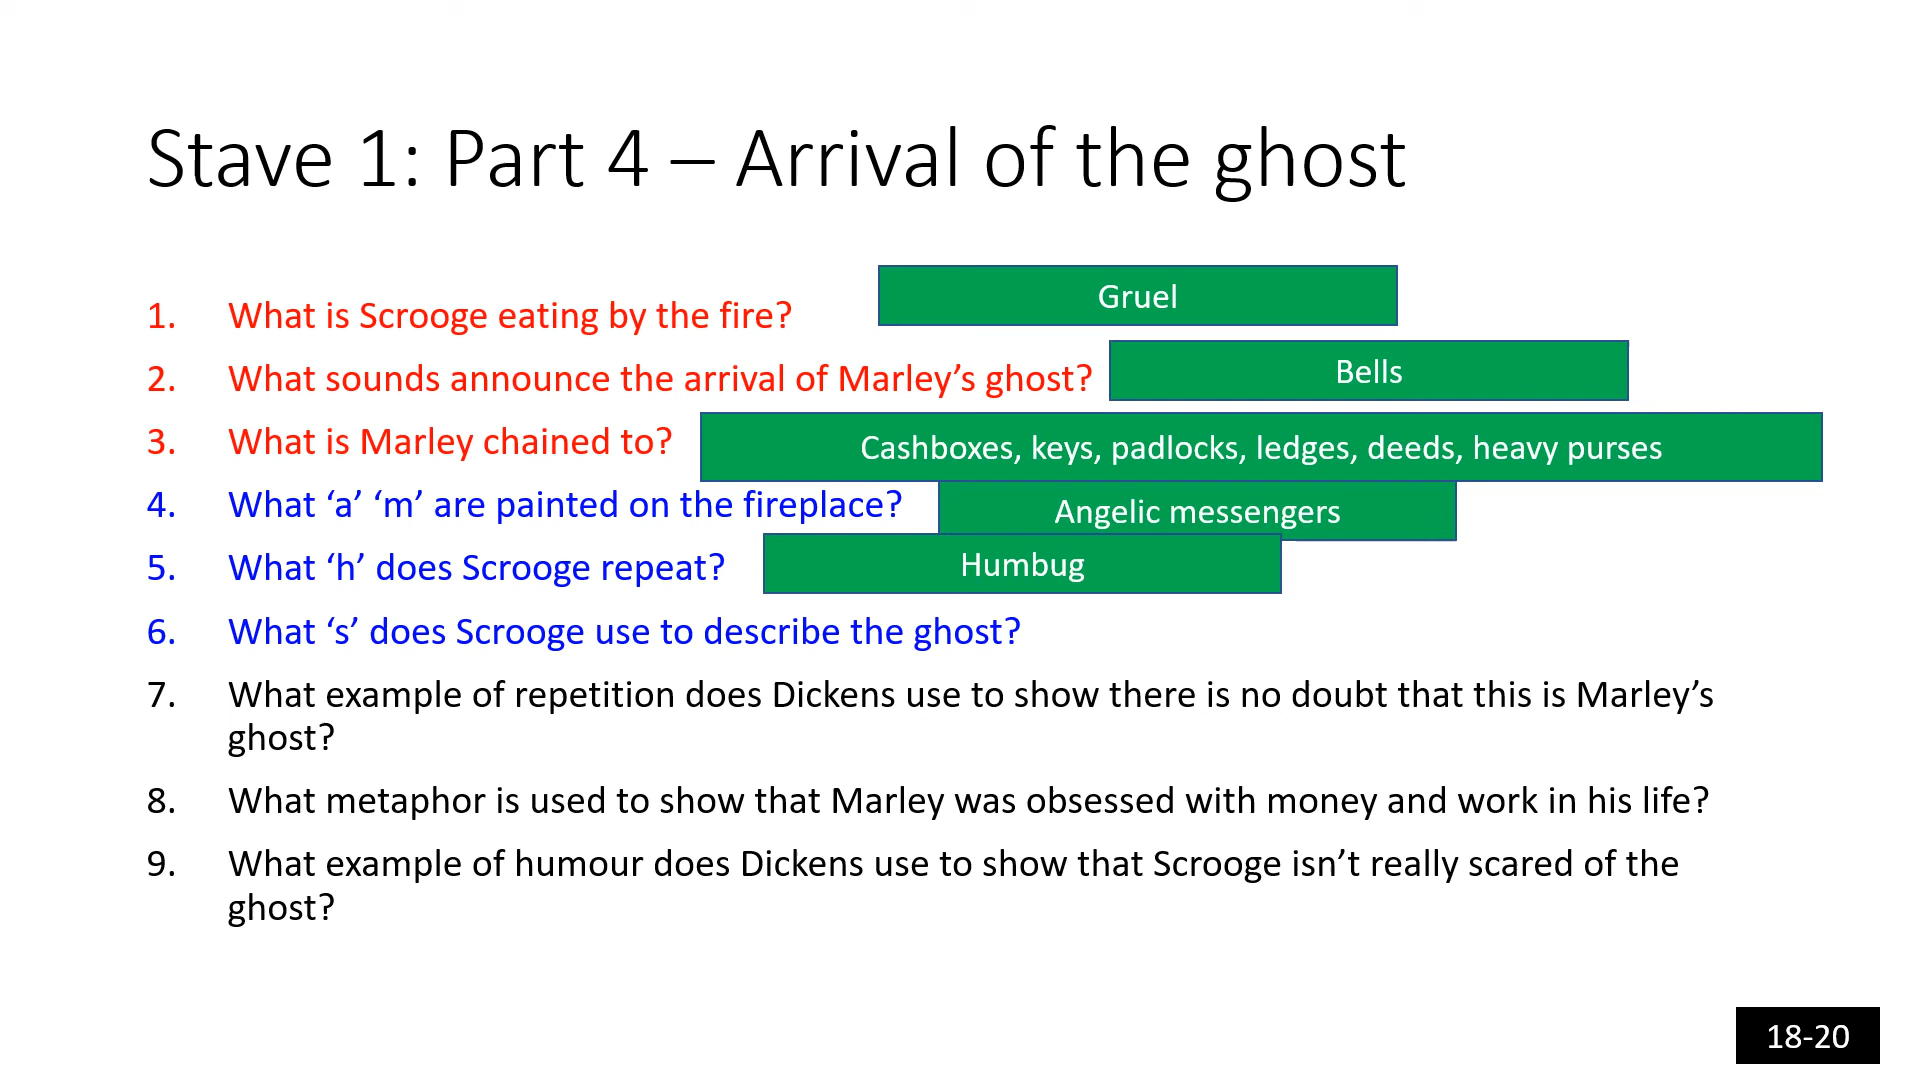 Stave 1: Part 4 – Arrival of the ghost
1. What is Scrooge eating by the fire? Gruel
2. What sounds announce the arrival of Marley’s ghost? Bells
3. What is Marley chained to? Cashboxes, keys, padlocks, ledges, deeds, heavy purses
4. What ‘a’ ‘m’ are painted on the fireplace? Angelic messengers
5. What ‘h’ does Scrooge repeat? Humbug
6. What ‘s’ does Scrooge use to describe the ghost?
7. What example of repetition does Dickens use to show there is no doubt that this is Marley’s
ghost?
8. What metaphor is used to show that Marley was obsessed with money and work in his life?
9. What example of humour does Dickens use to show that Scrooge isn’t really scared of the
ghost?
18-20